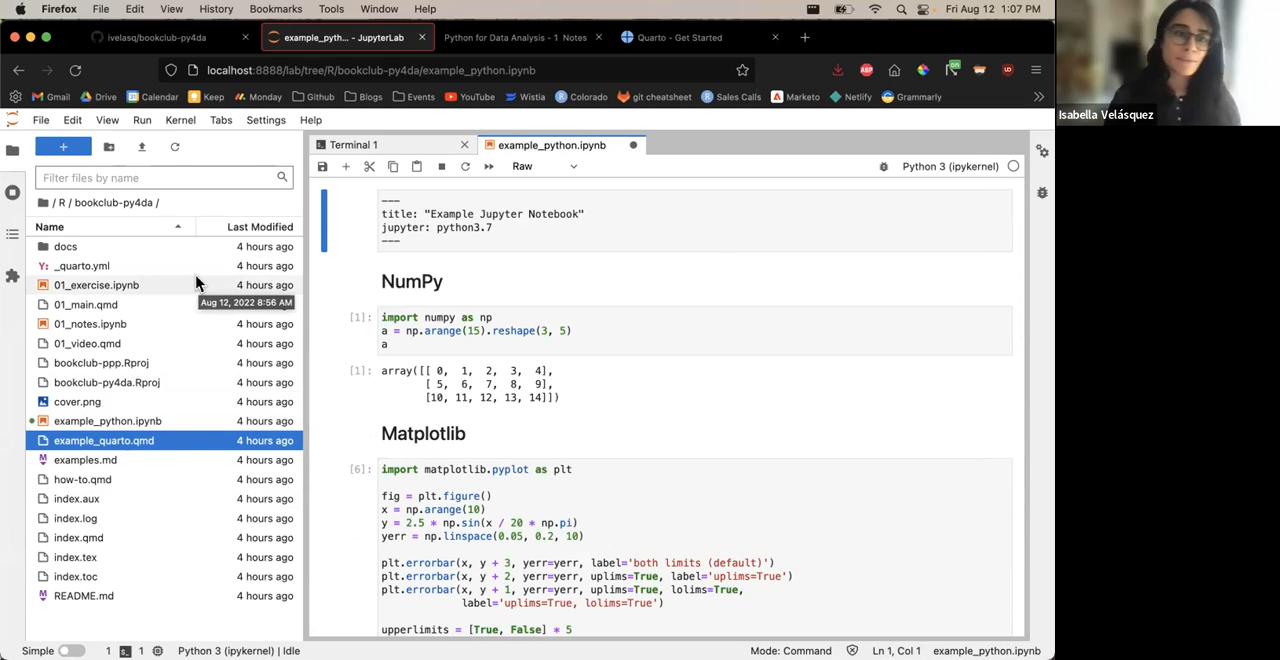 Firefox File Edit View History Bookmarks Tools Window Help Fri Aug 12 1:07 PM
ivelasq/bookclub-py4da example_pyth... - JupyterLab Python for Data Analysis - 1 Notes Quarto - Get Started
localhost:8888/lab/tree/R/bookclub-py4da/example_python.ipynb
Gmail Drive Calendar Keep Monday Github Blogs Events YouTube Wistia Colorado git cheatsheet Sales Calls Marketo Netlify Grammarly
Isabella Velásquez
File Edit View Run Kernel Tabs Settings Help
Terminal 1 example_python.ipynb
Raw Python 3 (ipykernel)
Filter files by name
/ R / bookclub-py4da /
Name Last Modified
docs 4 hours ago
_quarto.yml 4 hours ago
01_exercise.ipynb 4 hours ago
Aug 12, 2022 8:56 AM
01_main.qmd
01_notes.ipynb 4 hours ago
01_video.qmd 4 hours ago
bookclub-ppp.Rproj 4 hours ago
bookclub-py4da.Rproj 4 hours ago
cover.png 4 hours ago
example_python.ipynb 4 hours ago
example_quarto.qmd 4 hours ago
examples.md 4 hours ago
how-to.qmd 4 hours ago
index.aux 4 hours ago
index.log 4 hours ago
index.qmd 4 hours ago
index.tex 4 hours ago
index.toc 4 hours ago
README.md 4 hours ago
---
title: "Example Jupyter Notebook"
jupyter: python3.7
---
NumPy
[1]: import numpy as np
a = np.arange(15).reshape(3, 5)
a
[1]: array([[ 0, 1, 2, 3, 4],
[ 5, 6, 7, 8, 9],
[10, 11, 12, 13, 14]])
Matplotlib
[6]: import matplotlib.pyplot as plt
fig = plt.figure()
x = np.arange(10)
y = 2.5 * np.sin(x / 20 * np.pi)
yerr = np.linspace(0.05, 0.2, 10)
plt.errorbar(x, y + 3, yerr=yerr, label='both limits (default)')
plt.errorbar(x, y + 2, yerr=yerr, uplims=True, label='uplims=True')
plt.errorbar(x, y + 1, yerr=yerr, uplims=True, lolims=True,
label='uplims=True, lolims=True')
upperlimits = [True, False] * 5
Simple 1 1 Python 3 (ipykernel) | Idle Mode: Command Ln 1, Col 1 example_python.ipynb